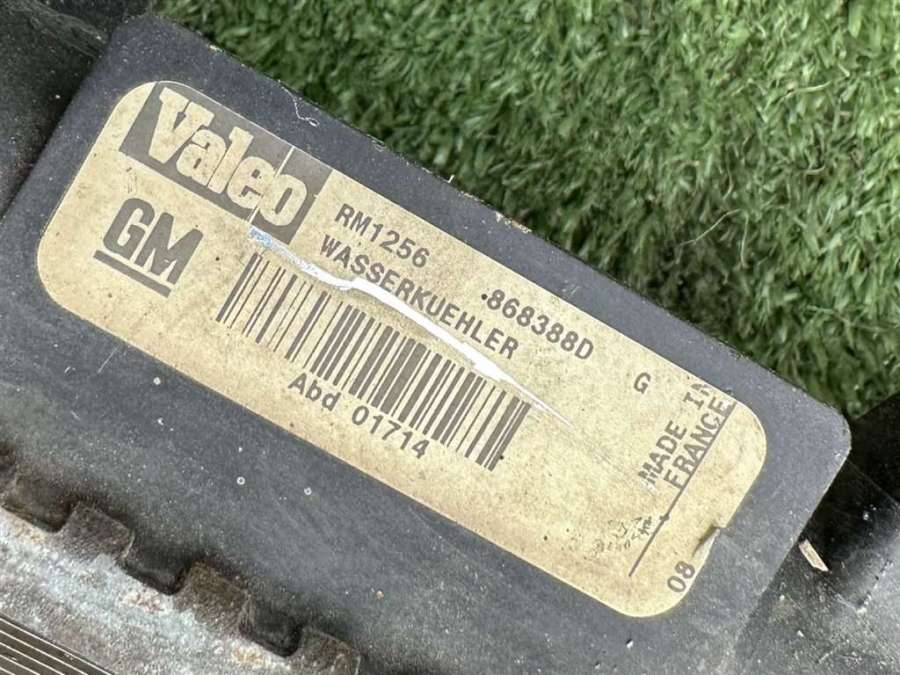 Valeo
GM
RM1256
868388D
WASSERKUEHLER
G
Abd 01714
MADE IN
FRANCE
08